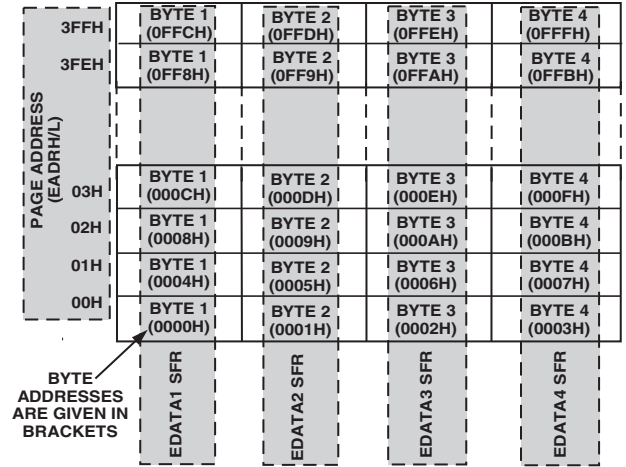 3FFH
BYTE 1 BYTE 2 BYTE 3 BYTE 4
(0FFCH) (0FFDH) (0FFEH) (0FFFH)
3FEH
BYTE 1 BYTE 2 BYTE 3 BYTE 4
(0FF8H) (0FF9H) (0FFAH) (0FFBH)
PAGE ADDRESS
(EADRH/L)
03H
BYTE 1 BYTE 2 BYTE 3 BYTE 4
(000CH) (000DH) (000EH) (000FH)
02H
BYTE 1 BYTE 2 BYTE 3 BYTE 4
(0008H) (0009H) (000AH) (000BH)
01H
BYTE 1 BYTE 2 BYTE 3 BYTE 4
(0004H) (0005H) (0006H) (0007H)
00H
BYTE 1 BYTE 2 BYTE 3 BYTE 4
(0000H) (0001H) (0002H) (0003H)
BYTE
ADDRESSES
ARE GIVEN IN
BRACKETS
EDATA1 SFR
EDATA2 SFR
EDATA3 SFR
EDATA4 SFR